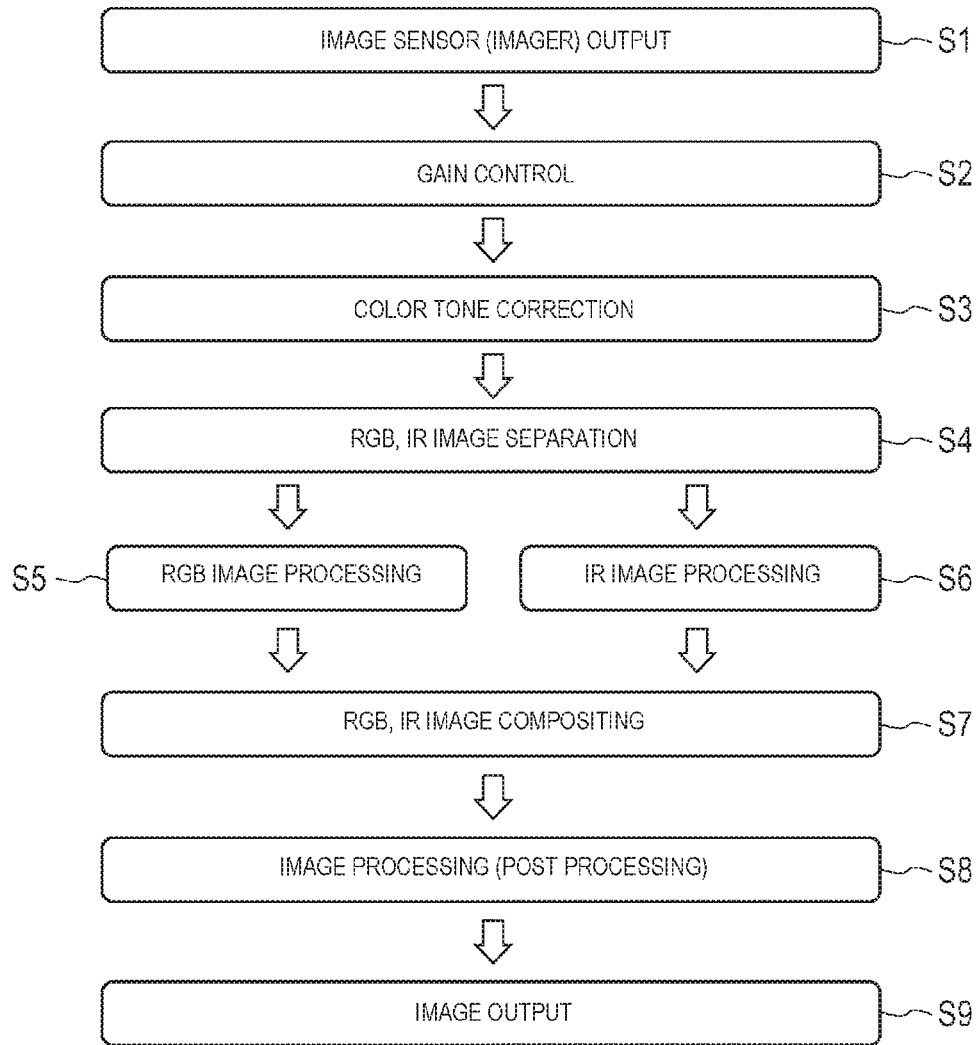 IMAGE SENSOR (IMAGER) OUTPUT S1
GAIN CONTROL S2
COLOR TONE CORRECTION S3
RGB, IR IMAGE SEPARATION S4
S5 RGB IMAGE PROCESSING IR IMAGE PROCESSING S6
RGB, IR IMAGE COMPOSITING S7
IMAGE PROCESSING (POST PROCESSING) S8
IMAGE OUTPUT S9